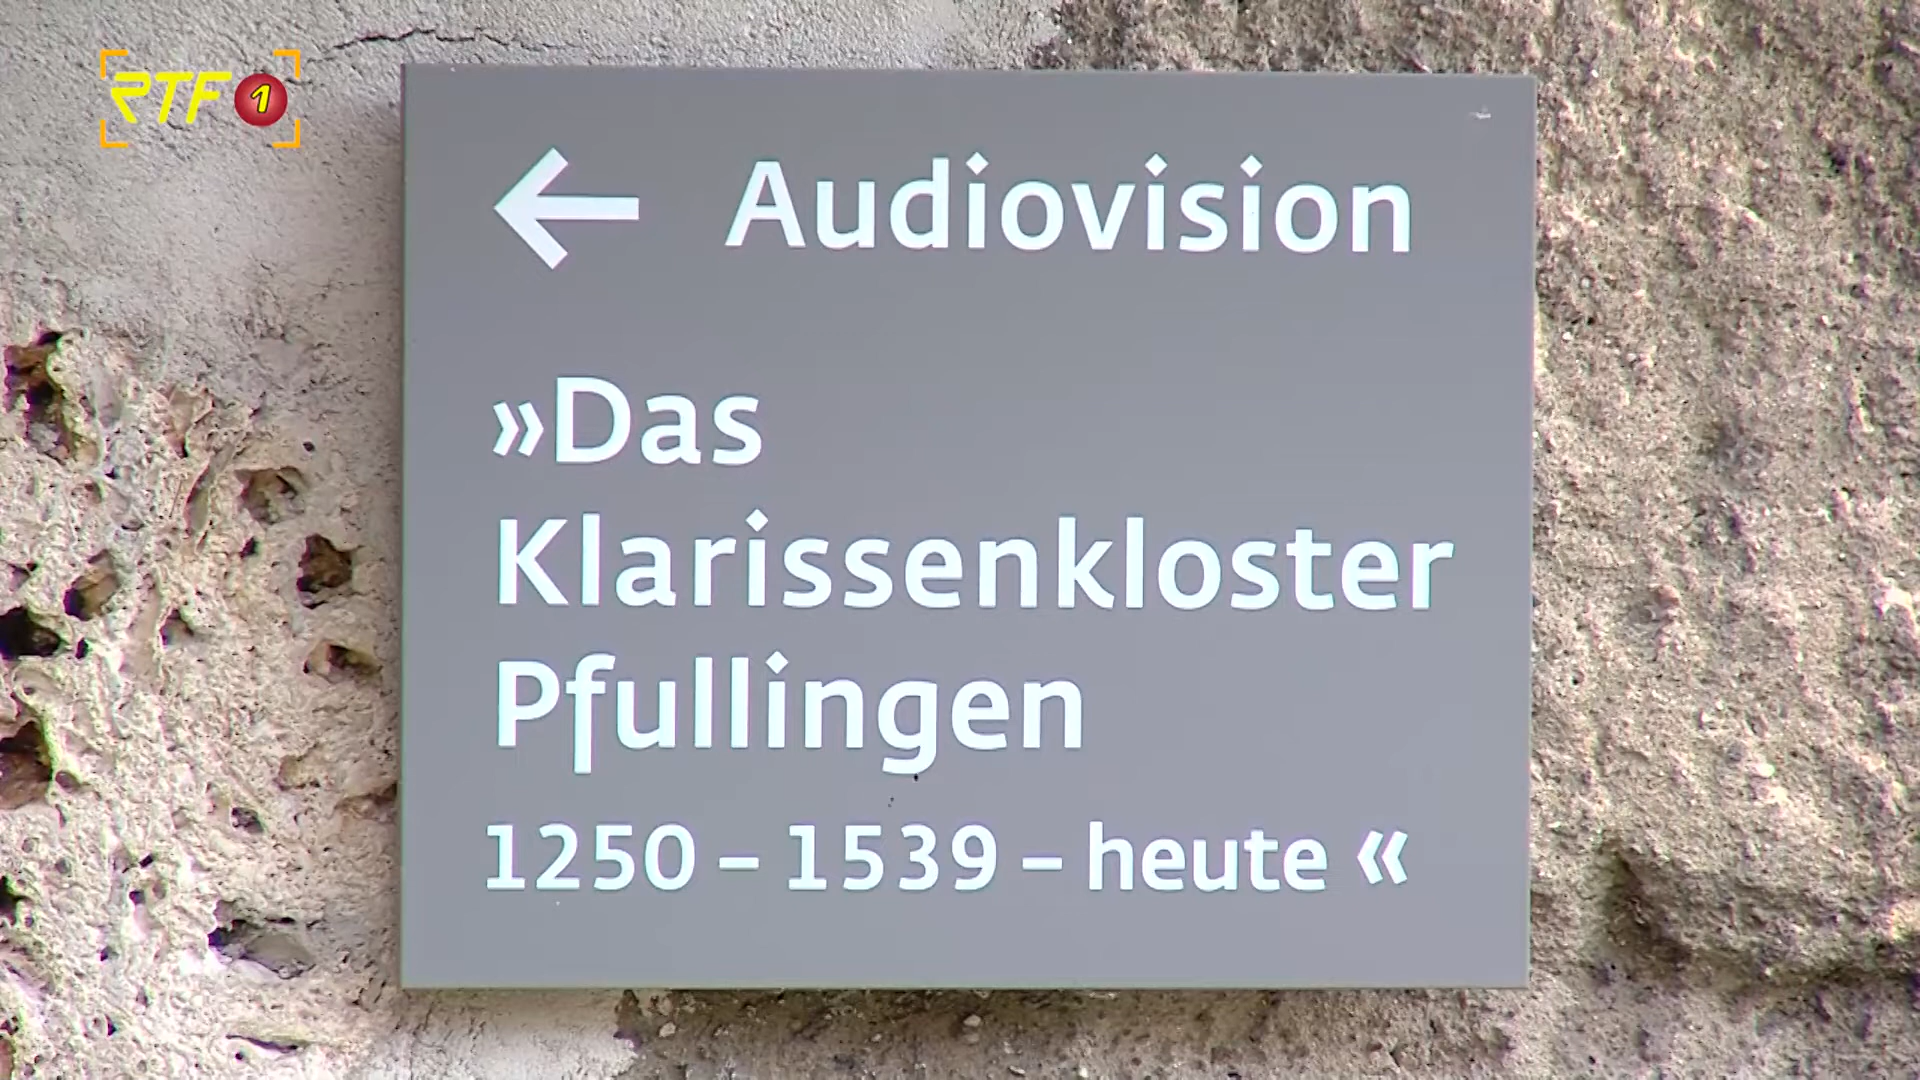 RTF 1
← Audiovision
»Das
Klarissenkloster
Pfullingen
1250 – 1539 – heute «